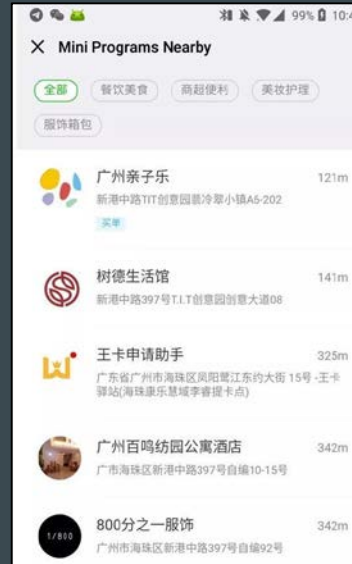 99% 10:4
Mini Programs Nearby
全部 餐饮美食 商超便利 美妆护理
服饰箱包
广州亲子乐 121m
新港中路TIT创意园翡冷翠小镇A5-202
买单
树德生活馆 141m
新港中路397号T.I.T创意园创意大道08
王卡申请助手 325m
广东省广州市海珠区凤阳鹭江东约大街 15号 -王卡
驿站(海珠康乐慧域李睿提卡点)
广州百鸣纺园公寓酒店 342m
广市海珠区新港中路397号自编10-15号
1/800
800分之一服饰 342m
广州市海珠区新港中路397号自编92号